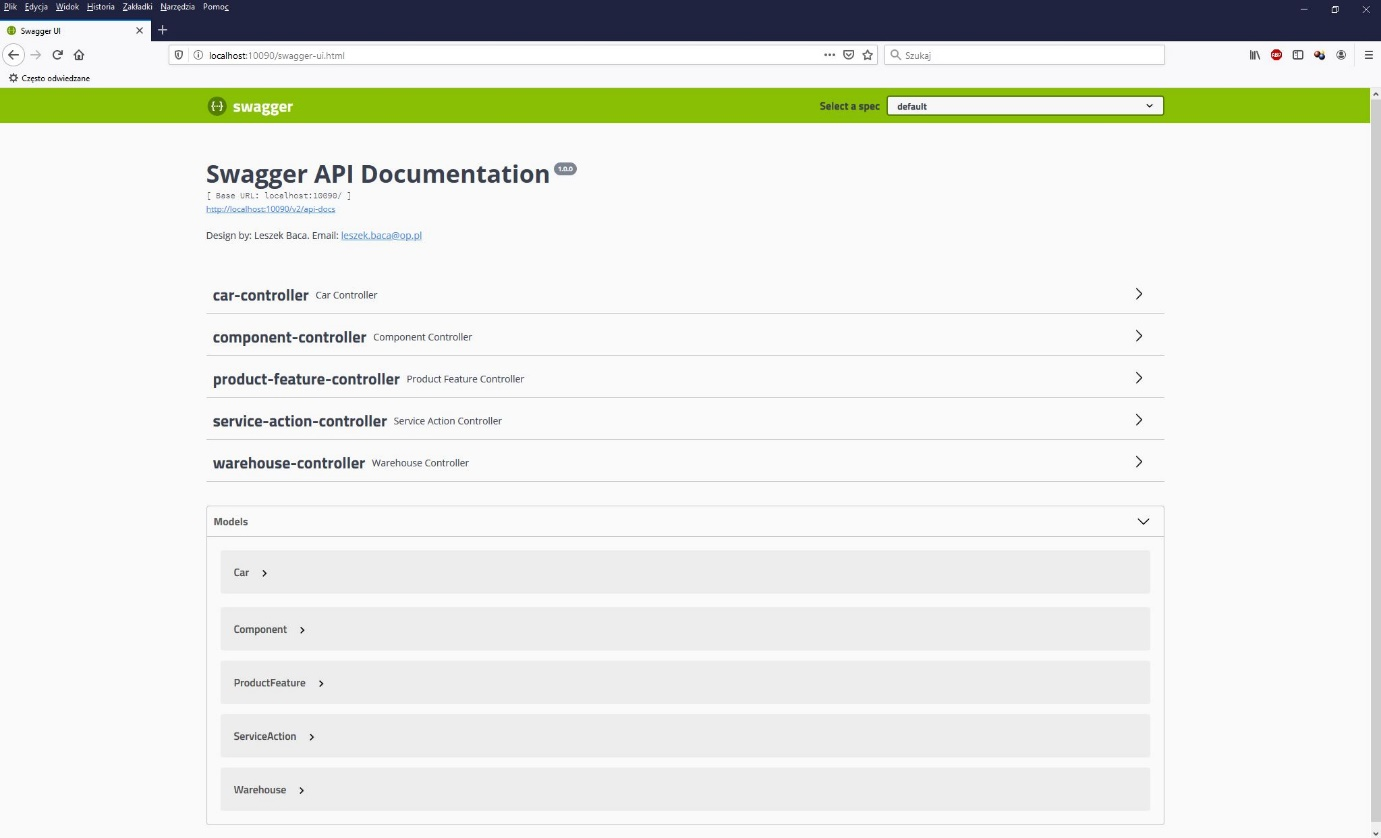 Plik Edycja Widok Historia Zakładki Narzędzia Pomoc
Swagger UI
localhost:10090/swagger-ui.html
Szukaj
ABP
Często odwiedzane
{···} swagger
Select a spec default
Swagger API Documentation 1.0.0
[ Base URL: localhost:10090/ ]
http://localhost:10090/v2/api-docs
Design by: Leszek Baca. Email: leszek.baca@op.pl
car-controller Car Controller
component-controller Component Controller
product-feature-controller Product Feature Controller
service-action-controller Service Action Controller
warehouse-controller Warehouse Controller
Models
Car
Component
ProductFeature
ServiceAction
Warehouse